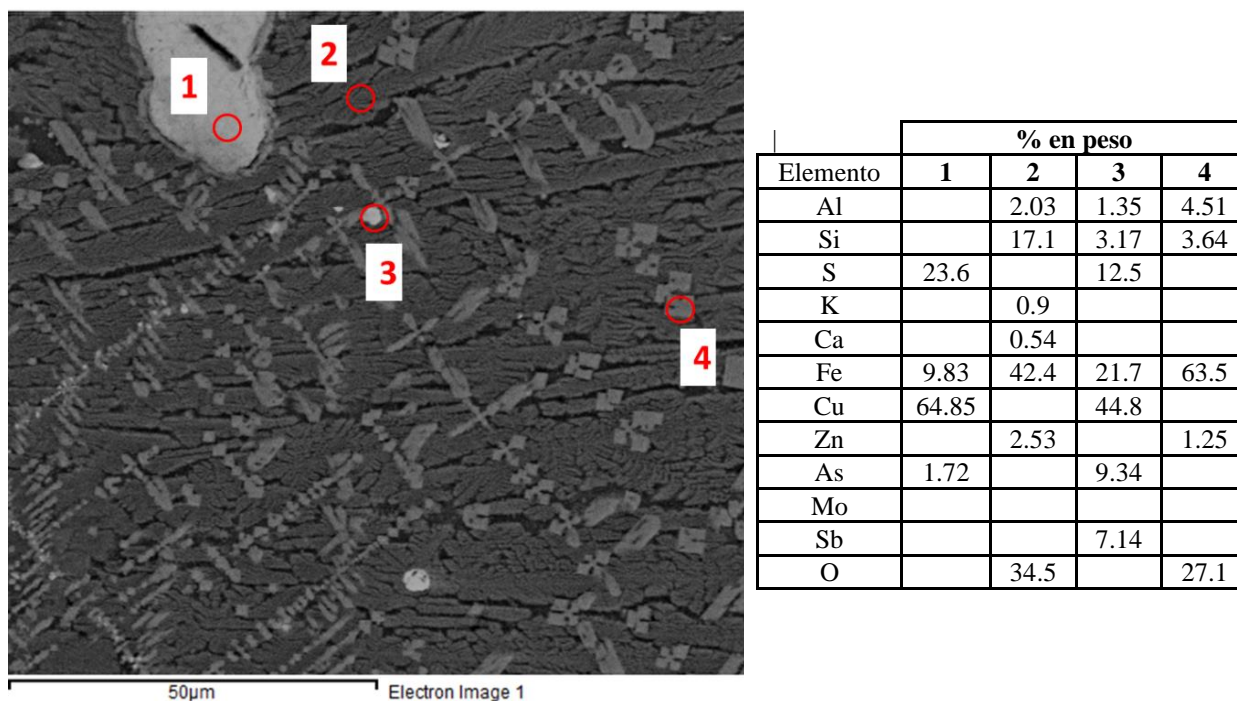 1
2
3
4
50µm Electron Image 1
% en peso
Elemento 1 2 3 4
Al 2.03 1.35 4.51
Si 17.1 3.17 3.64
S 23.6 12.5
K 0.9
Ca 0.54
Fe 9.83 42.4 21.7 63.5
Cu 64.85 44.8
Zn 2.53 1.25
As 1.72 9.34
Mo
Sb 7.14
O 34.5 27.1